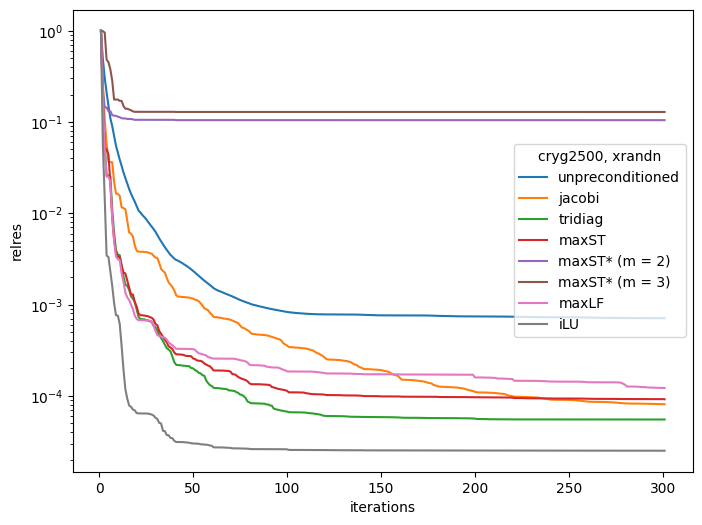 10⁰
10⁻¹
10⁻²
10⁻³
10⁻⁴
relres
cryg2500, xrandn
unpreconditioned
jacobi
tridiag
maxST
maxST* (m = 2)
maxST* (m = 3)
maxLF
iLU
0 50 100 150 200 250 300
iterations